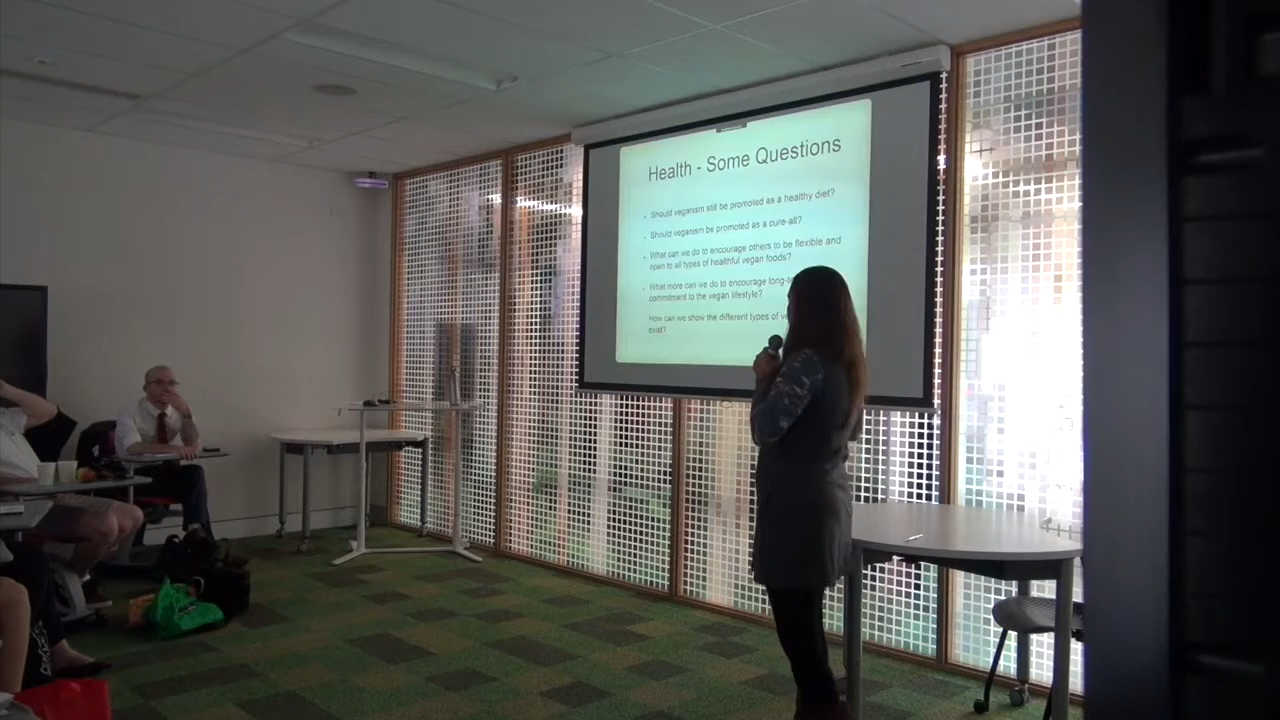 Health - Some Questions
Should veganism still be promoted as a healthy diet?
Should veganism be promoted as a cure-all?
What can we do to encourage others to be flexible and
open to all types of healthful vegan foods?
What more can we do to encourage
commitment to the vegan lifestyle?
How can we show the different types of
exist?